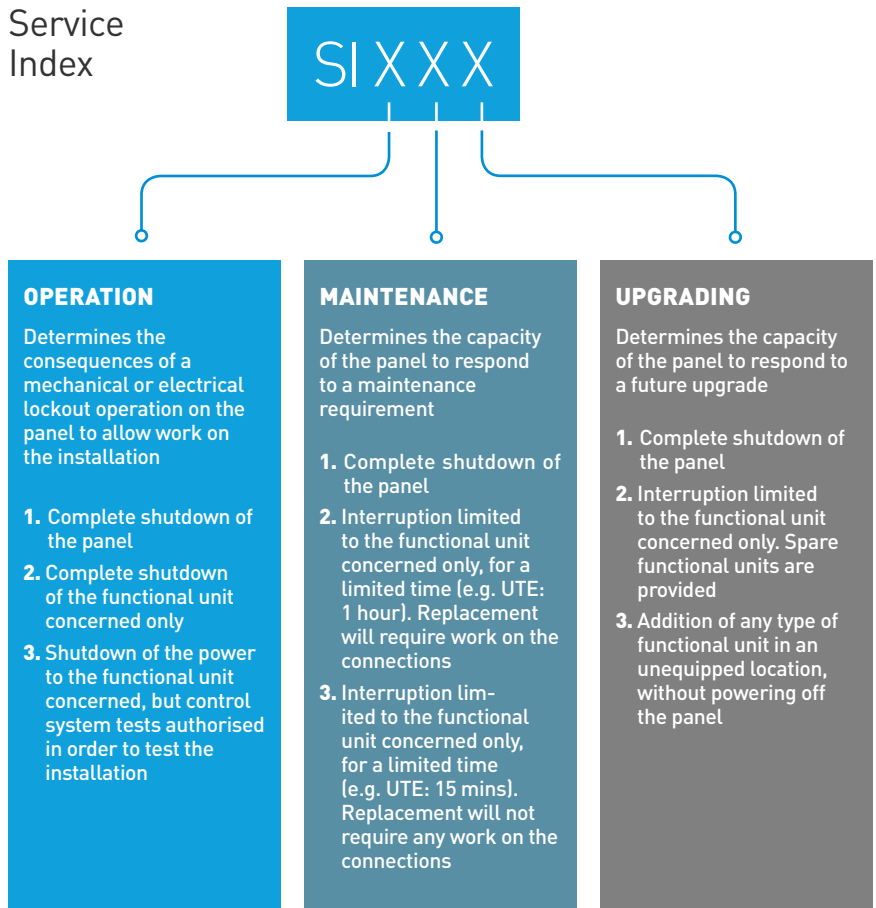 Service
Index
SIXXX
OPERATION
Determines the
consequences of a
mechanical or electrical
lockout operation on the
panel to allow work on
the installation
1. Complete shutdown of
the panel
2. Complete shutdown
of the functional unit
concerned only
3. Shutdown of the power
to the functional unit
concerned, but control
system tests authorised
in order to test the
installation
MAINTENANCE
Determines the capacity
of the panel to respond
to a maintenance
requirement
1. Complete shutdown of
the panel
2. Interruption limited
to the functional unit
concerned only, for a
limited time (e.g. UTE:
1 hour). Replacement
will require work on the
connections
3. Interruption lim-
ited to the functional
unit concerned only,
for a limited time
(e.g. UTE: 15 mins).
Replacement will not
require any work on the
connections
UPGRADING
Determines the capacity
of the panel to respond to
a future upgrade
1. Complete shutdown of
the panel
2. Interruption limited
to the functional unit
concerned only. Spare
functional units are
provided
3. Addition of any type of
functional unit in an
unequipped location,
without powering off
the panel